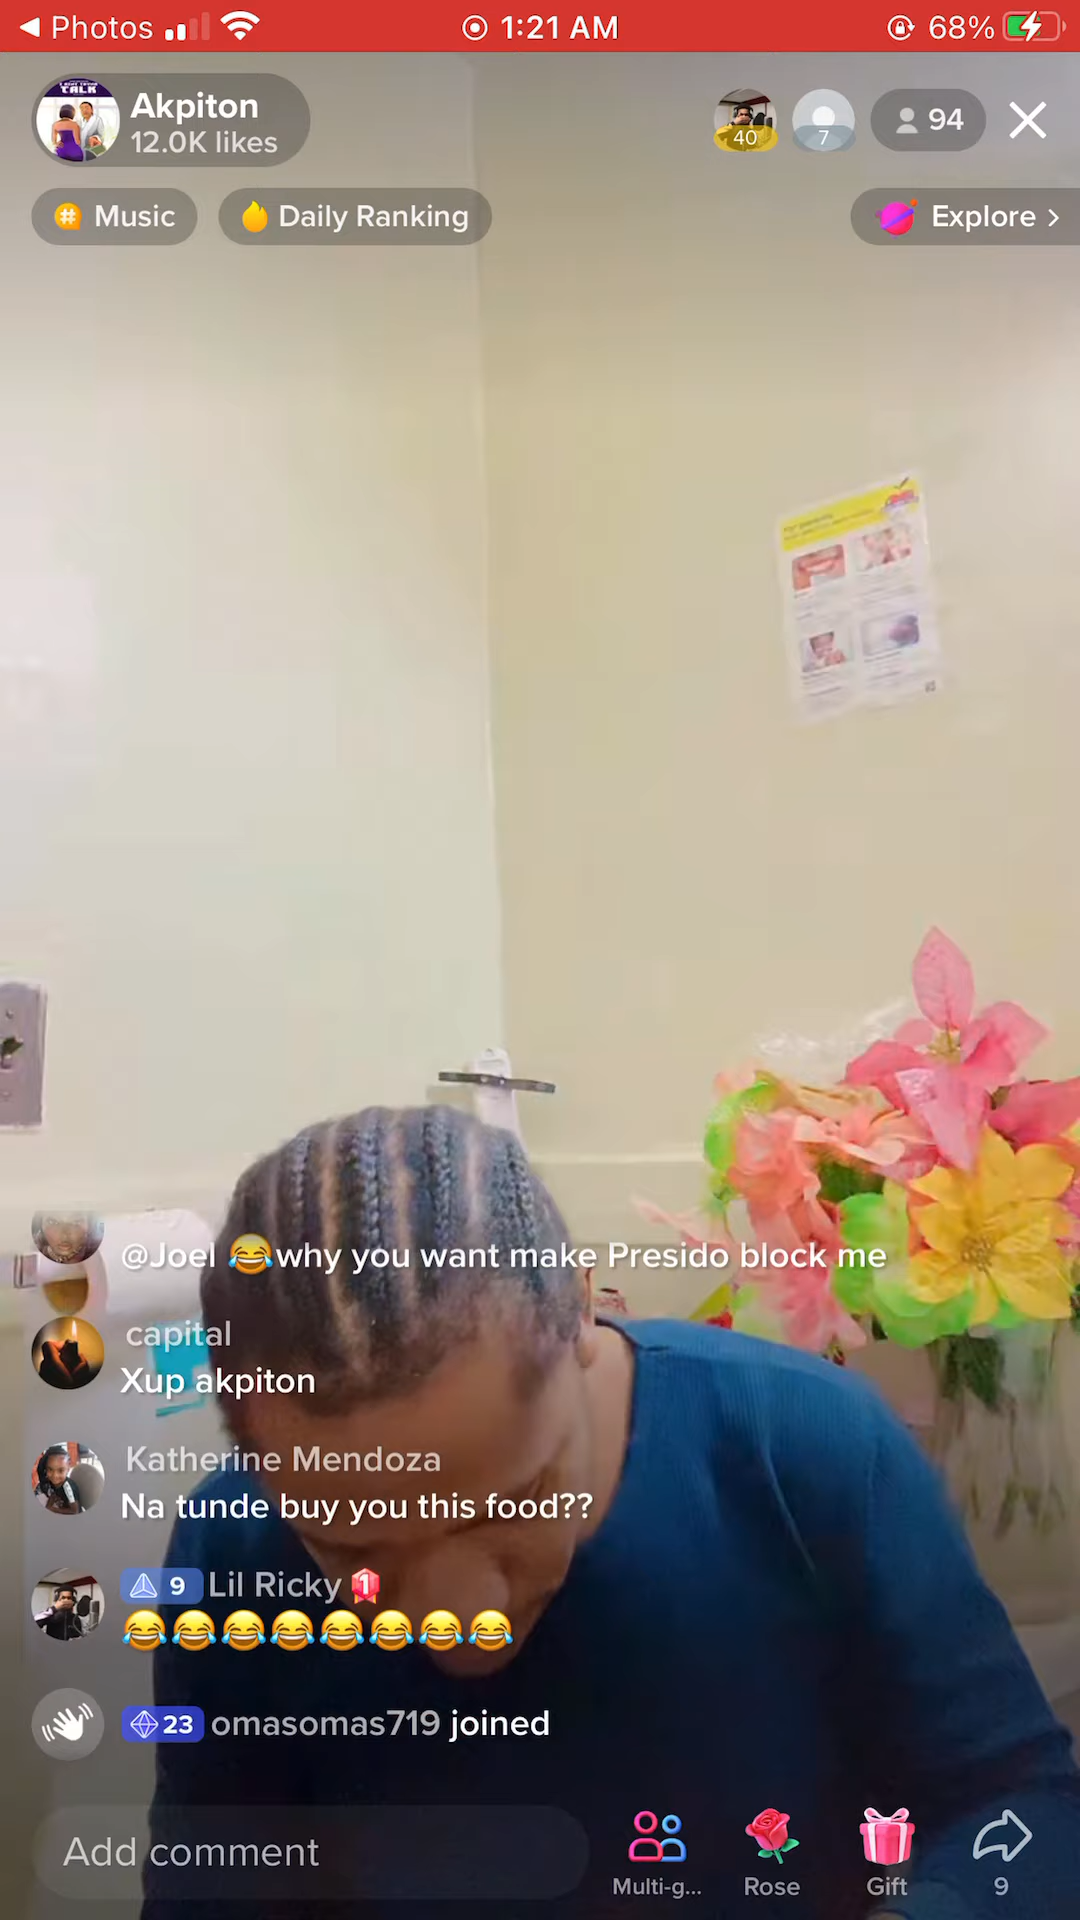 Photos
1:21 AM
68%
TALK
Akpiton
12.0K likes
40
7
94
Music
Daily Ranking
Explore >
@Joel 😂why you want make Presido block me
capital
Xup akpiton
Katherine Mendoza
Na tunde buy you this food??
9 Lil Ricky 1
😂😂😂😂😂😂😂😂
23 omasomas719 joined
Add comment
Multi-g...
Rose
Gift
9